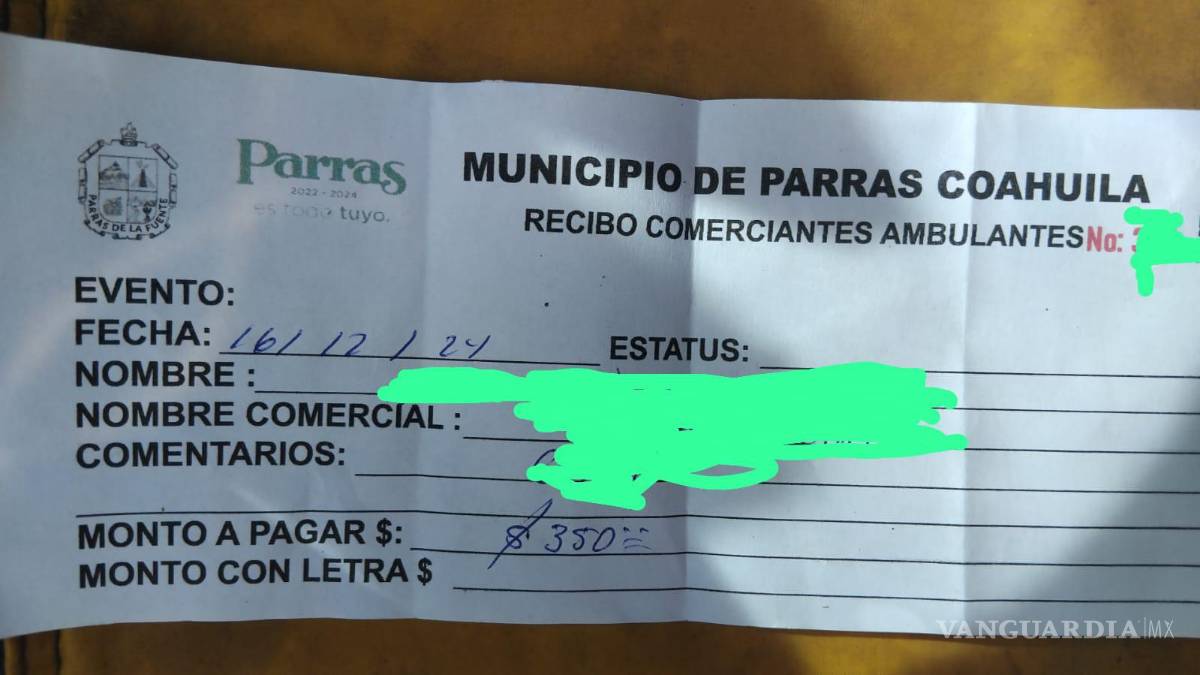 PARRAS DE LA FUENTE
Parras
2022 - 2024
es todo tuyo.
MUNICIPIO DE PARRAS COAHUILA
RECIBO COMERCIANTES AMBULANTES No: 3
EVENTO:
FECHA: 16/12/24 ESTATUS:
NOMBRE :
NOMBRE COMERCIAL :
COMENTARIOS:
MONTO A PAGAR $: $ 350
MONTO CON LETRA $
VANGUARDIA|MX